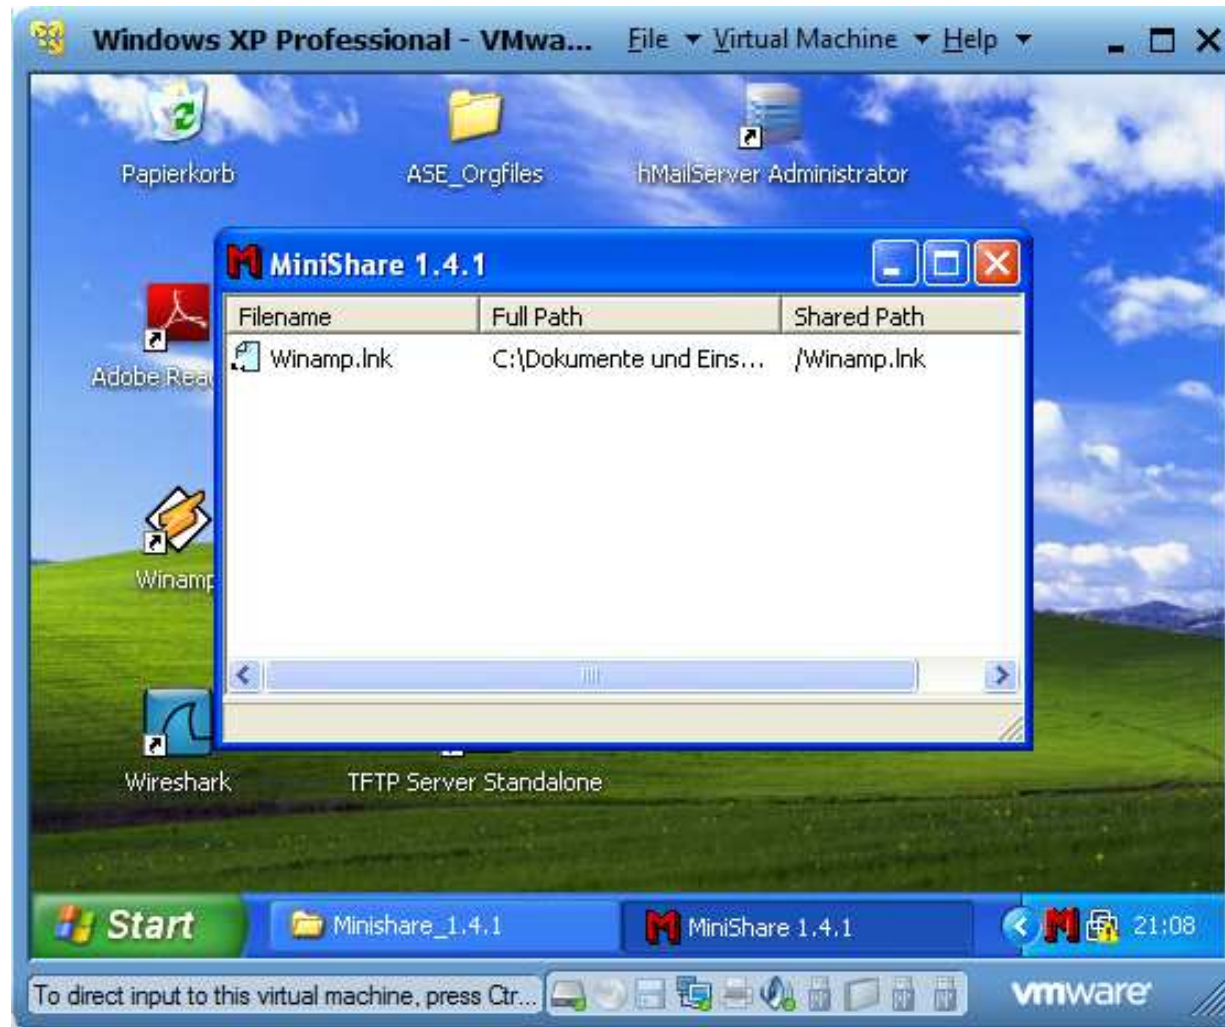 Windows XP Professional - VMwa... File Virtual Machine Help
Papierkorb ASE_Orgfiles hMailServer Administrator
MiniShare 1.4.1
Filename Full Path Shared Path
Winamp.lnk C:\Dokumente und Eins... /Winamp.lnk
Adobe Rea
Winamp
Wireshark TFTP Server Standalone
Start Minishare_1.4.1 MiniShare 1.4.1 21:08
To direct input to this virtual machine, press Ctr... vmware